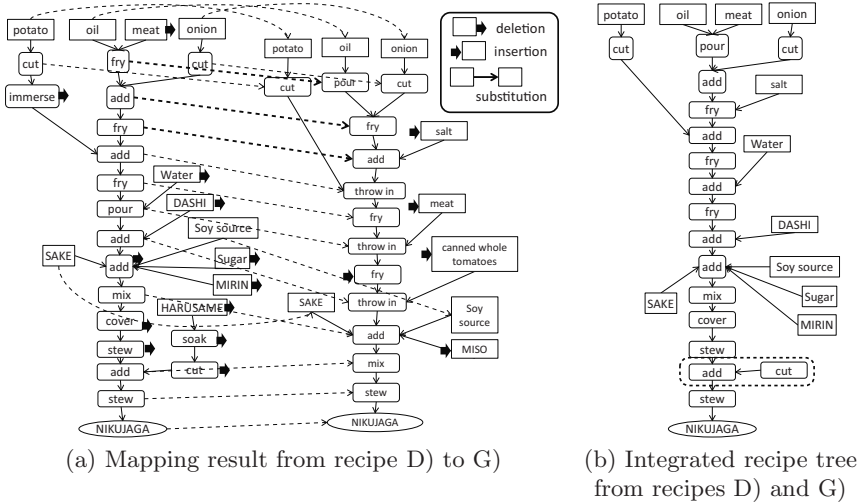 potato
oil
meat
onion
cut
fry
cut
immerse
add
fry
add
fry
Water
pour
DASHI
add
Soy source
SAKE
add
Sugar
MIRIN
mix
HARUSAME
cover
soak
stew
cut
add
stew
NIKUJAGA
potato
oil
onion
cut
pour
cut
fry
salt
add
throw in
fry
meat
throw in
canned whole
tomatoes
fry
SAKE
throw in
Soy
source
add
MISO
mix
stew
NIKUJAGA
deletion
insertion
substitution
(a) Mapping result from recipe D) to G)
oil
meat
potato
onion
pour
cut
cut
add
fry
salt
add
fry
Water
add
fry
DASHI
add
add
Soy source
SAKE
Sugar
mix
MIRIN
cover
stew
add
cut
stew
NIKUJAGA
(b) Integrated recipe tree
from recipes D) and G)